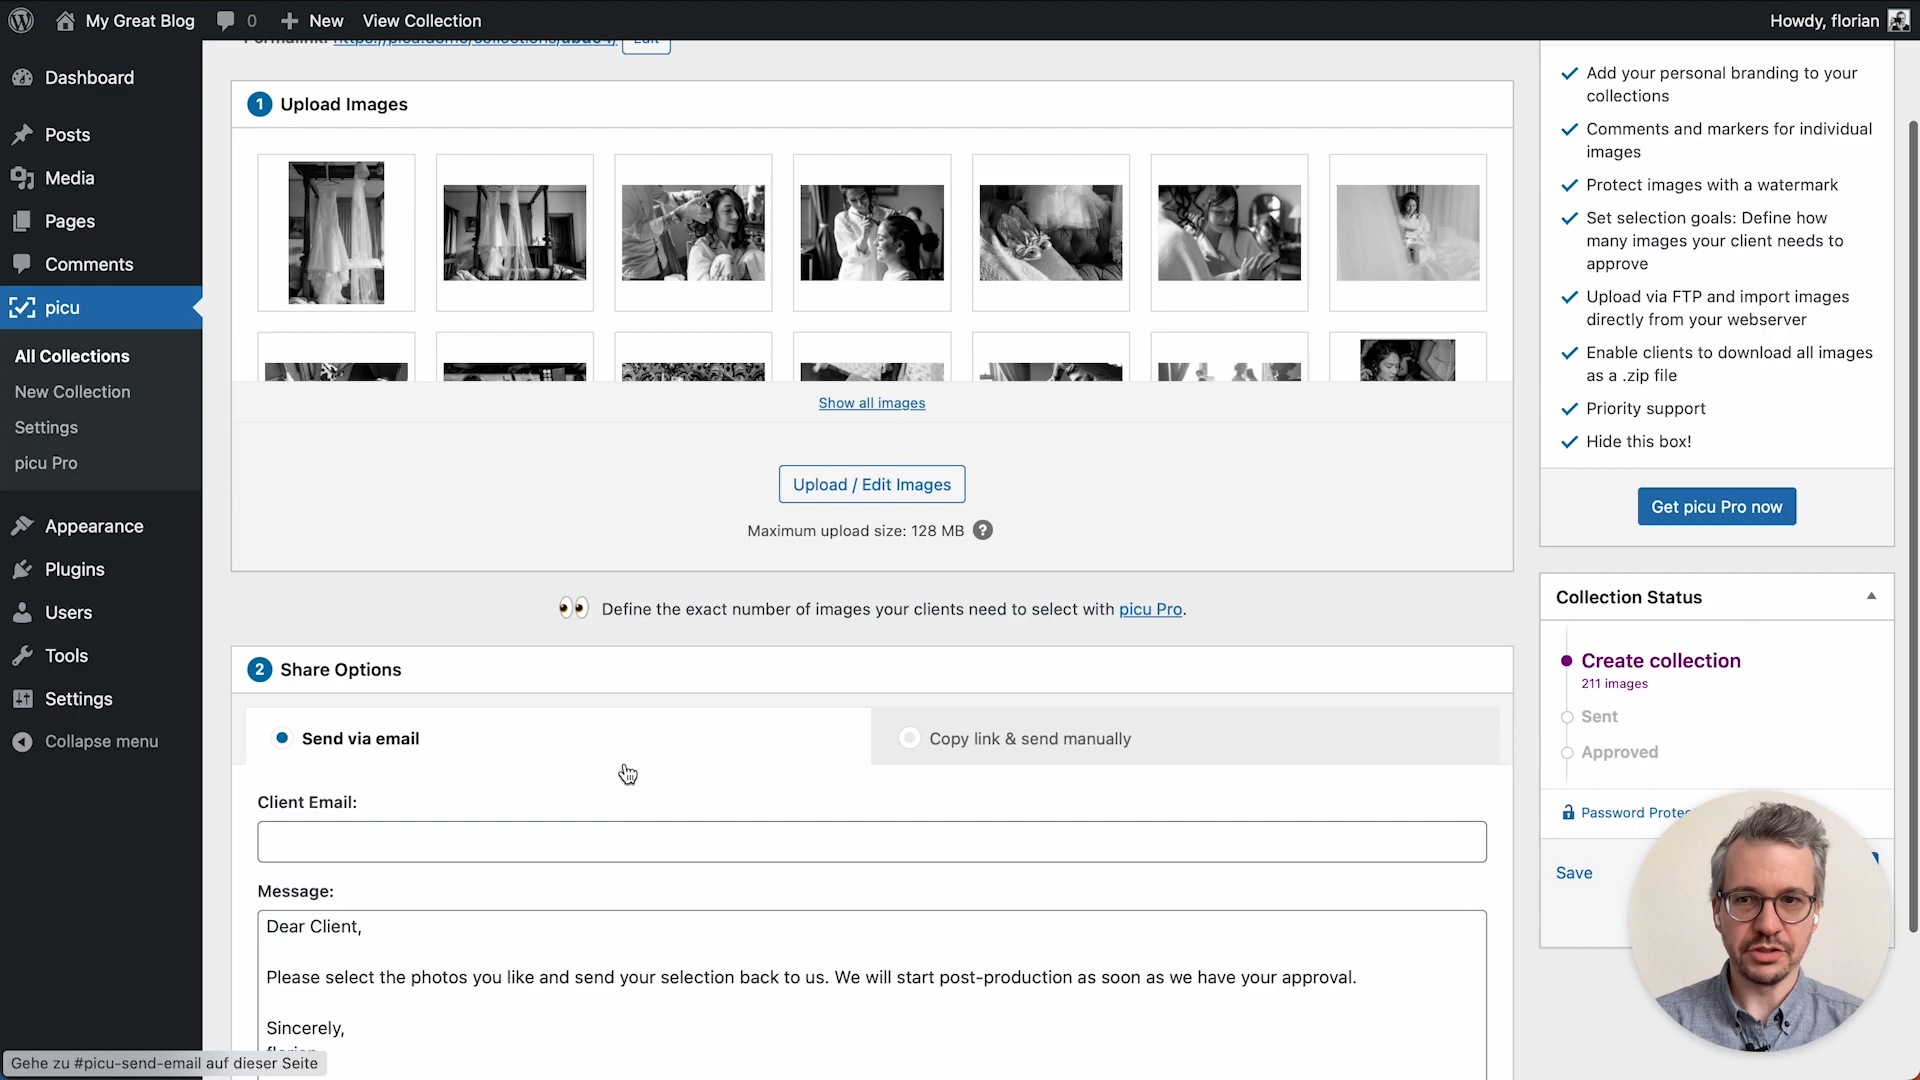 My Great Blog
0
New
View Collection
Howdy, florian
Dashboard
Posts
Media
Pages
Comments
picu
All Collections
New Collection
Settings
picu Pro
Appearance
Plugins
Users
Tools
Settings
Collapse menu
Edit
1 Upload Images
Show all images
Upload / Edit Images
Maximum upload size: 128 MB ?
👀 Define the exact number of images your clients need to select with picu Pro.
2 Share Options
Send via email
Copy link & send manually
Client Email:
Message:
Dear Client,
Please select the photos you like and send your selection back to us. We will start post-production as soon as we have your approval.
Sincerely,
Gehe zu #picu-send-email auf dieser Seite
Add your personal branding to your
collections
Comments and markers for individual
images
Protect images with a watermark
Set selection goals: Define how
many images your client needs to
approve
Upload via FTP and import images
directly from your webserver
Enable clients to download all images
as a .zip file
Priority support
Hide this box!
Get picu Pro now
Collection Status
Create collection
211 images
Sent
Approved
Password
Save